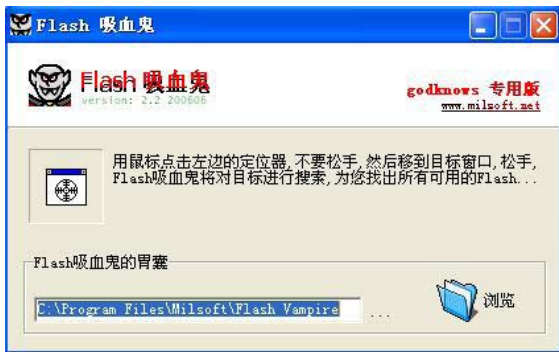 Flash 吸血鬼
Flash 吸血鬼
version: 2.2 200606
godknows 专用版
www.milsoft.net
用鼠标点击左边的定位器,不要松手,然后移到目标窗口,松手,
Flash吸血鬼将对目标进行搜索,为您找出所有可用的Flash...
Flash吸血鬼的胃囊
C:\Program Files\Milsoft\Flash Vampire
...
浏览